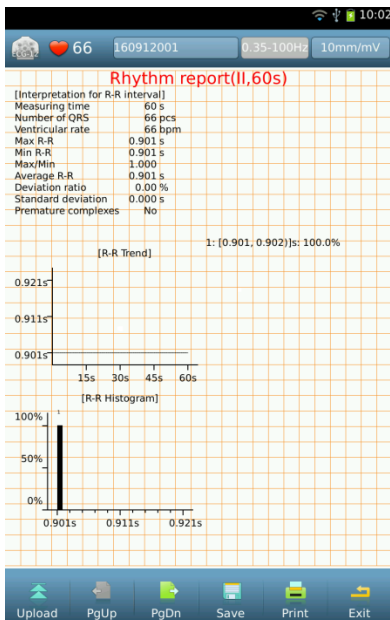 10:02
66
160912001
0.35-100Hz
10mm/mV
Rhythm report(II,60s)
[Interpretation for R-R interval]
Measuring time 60 s
Number of QRS 66 pcs
Ventricular rate 66 bpm
Max R-R 0.901 s
Min R-R 0.901 s
Max/Min 1.000
Average R-R 0.901 s
Deviation ratio 0.00 %
Standard deviation 0.000 s
Premature complexes No
1: [0.901, 0.902)]s: 100.0%
[R-R Trend]
0.921s
0.911s
0.901s
15s 30s 45s 60s
[R-R Histogram]
100%
1
50%
0%
0.901s 0.911s 0.921s
Upload PgUp PgDn Save Print Exit